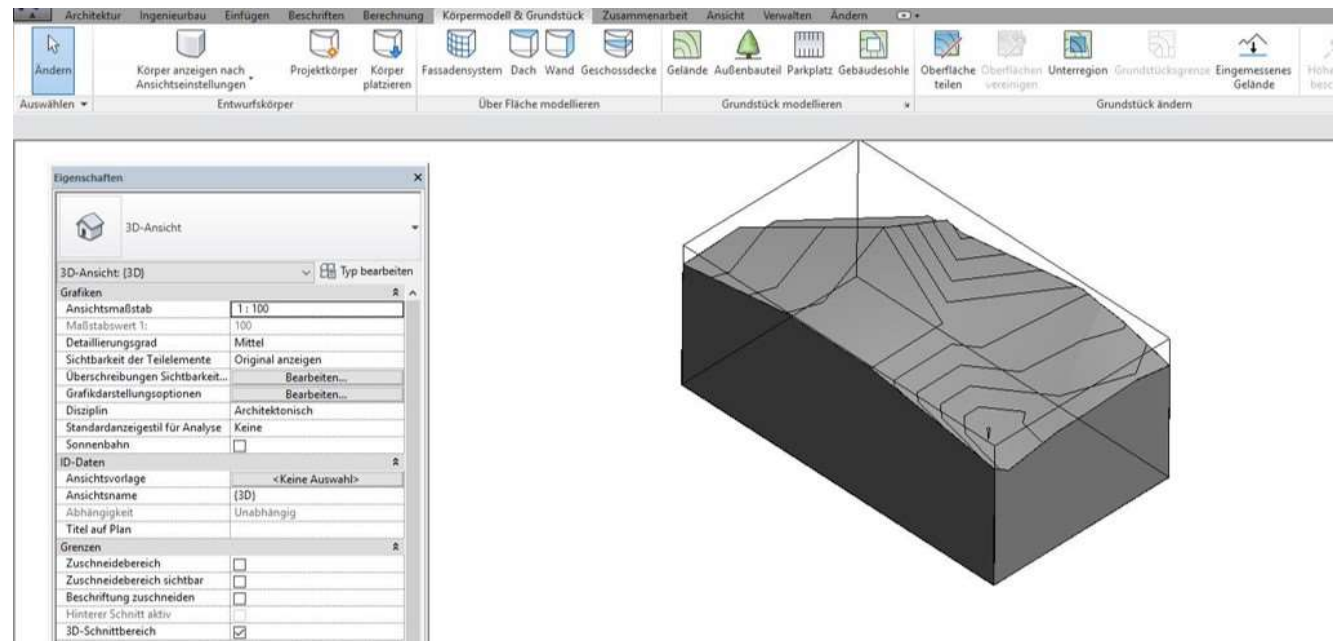 Architektur Ingenieurbau Einfügen Beschriften Berechnung Körpermodell & Grundstück Zusammenarbeit Ansicht Verwalten Ändern
Ändern
Körper anzeigen nach
Ansichtseinstellungen
Projektkörper
Körper
platzieren
Fassadensystem Dach Wand Geschossdecke
Gelände Außenbauteil Parkplatz Gebäudesohle
Oberfläche
teilen
Oberflächen
vereinigen
Unterregion
Grundstücksgrenze
Eingemessenes
Gelände
Auswählen
Entwurfskörper
Über Fläche modellieren
Grundstück modellieren
Grundstück ändern
Eigenschaften
3D-Ansicht
3D-Ansicht: {3D} Typ bearbeiten
Grafiken
Ansichtsmaßstab 1 : 100
Maßstabswert 1: 100
Detaillierungsgrad Mittel
Sichtbarkeit der Teilelemente Original anzeigen
Überschreibungen Sichtbarkeit... Bearbeiten...
Grafikdarstellungsoptionen Bearbeiten...
Disziplin Architektonisch
Standardanzeigestil für Analyse Keine
Sonnenbahn
ID-Daten
Ansichtsvorlage <Keine Auswahl>
Ansichtsname {3D}
Abhängigkeit Unabhängig
Titel auf Plan
Grenzen
Zuschneidebereich
Zuschneidebereich sichtbar
Beschriftung zuschneiden
Hinterer Schnitt aktiv
3D-Schnittbereich